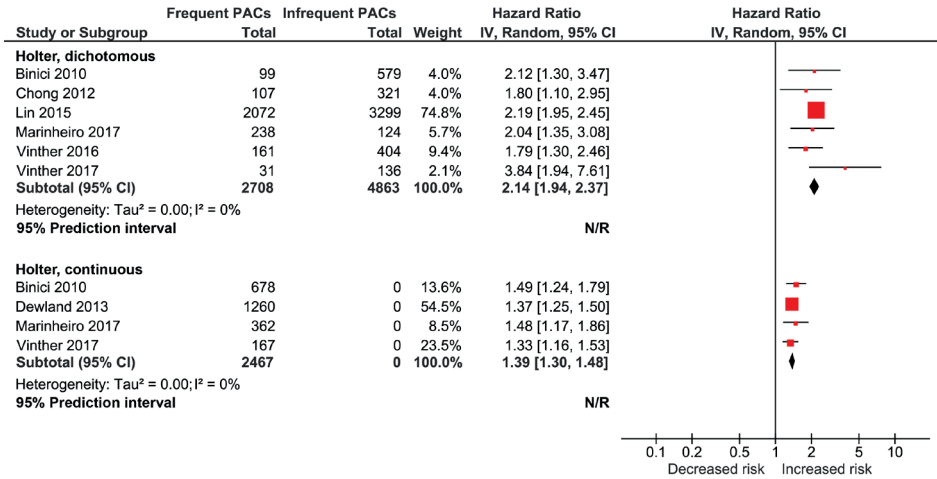 Frequent PACs Infrequent PACs Hazard Ratio Hazard Ratio
Study or Subgroup Total Total Weight IV, Random, 95% CI IV, Random, 95% CI
Holter, dichotomous
Binici 2010 99 579 4.0% 2.12 [1.30, 3.47]
Chong 2012 107 321 4.0% 1.80 [1.10, 2.95]
Lin 2015 2072 3299 74.8% 2.19 [1.95, 2.45]
Marinheiro 2017 238 124 5.7% 2.04 [1.35, 3.08]
Vinther 2016 161 404 9.4% 1.79 [1.30, 2.46]
Vinther 2017 31 136 2.1% 3.84 [1.94, 7.61]
Subtotal (95% CI) 2708 4863 100.0% 2.14 [1.94, 2.37]
Heterogeneity: Tau² = 0.00; I² = 0%
95% Prediction interval N/R
Holter, continuous
Binici 2010 678 0 13.6% 1.49 [1.24, 1.79]
Dewland 2013 1260 0 54.5% 1.37 [1.25, 1.50]
Marinheiro 2017 362 0 8.5% 1.48 [1.17, 1.86]
Vinther 2017 167 0 23.5% 1.33 [1.16, 1.53]
Subtotal (95% CI) 2467 0 100.0% 1.39 [1.30, 1.48]
Heterogeneity: Tau² = 0.00; I² = 0%
95% Prediction interval N/R
0.1 0.2 0.5 1 2 5 10
Decreased risk Increased risk